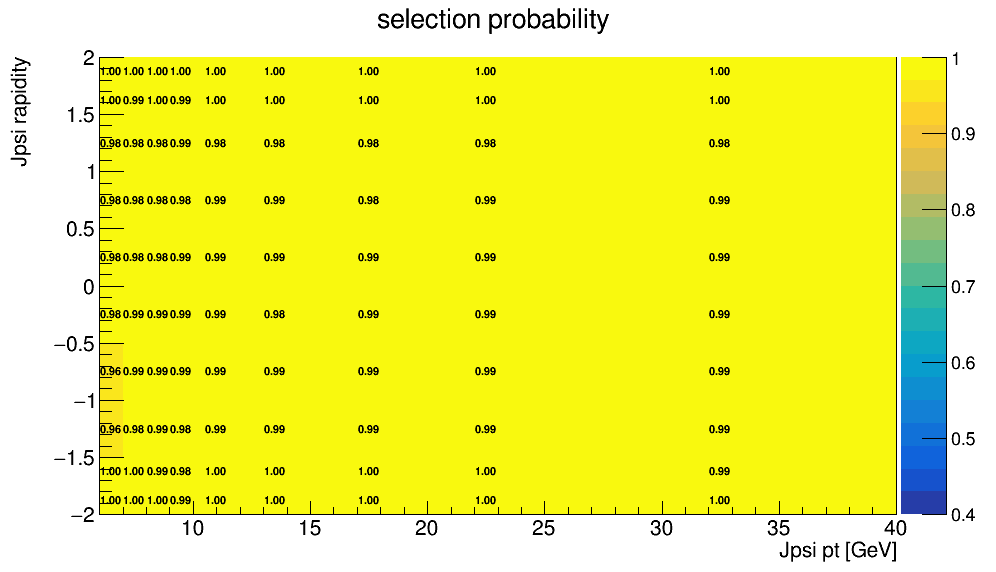 selection probability
Jpsi rapidity
2
1.5
1
0.5
0
−0.5
−1
−1.5
−2
1.00 1.00 1.00 1.00 1.00 1.00 1.00 1.00 1.00
1.00 0.99 1.00 0.99 1.00 1.00 1.00 1.00 1.00
0.98 0.98 0.98 0.99 0.98 0.98 0.98 0.98 0.98
0.98 0.98 0.98 0.98 0.99 0.99 0.98 0.99 0.99
0.98 0.98 0.98 0.99 0.99 0.99 0.99 0.99 0.99
0.98 0.99 0.99 0.99 0.99 0.98 0.99 0.99 0.99
0.96 0.99 0.99 0.99 0.99 0.99 0.99 0.99 0.99
0.96 0.98 0.99 0.98 0.99 0.99 0.99 0.99 0.99
1.00 1.00 0.99 0.98 1.00 1.00 1.00 1.00 0.99
1.00 1.00 1.00 0.99 1.00 1.00 1.00 1.00 1.00
10 15 20 25 30 35 40
Jpsi pt [GeV]
1
0.9
0.8
0.7
0.6
0.5
0.4